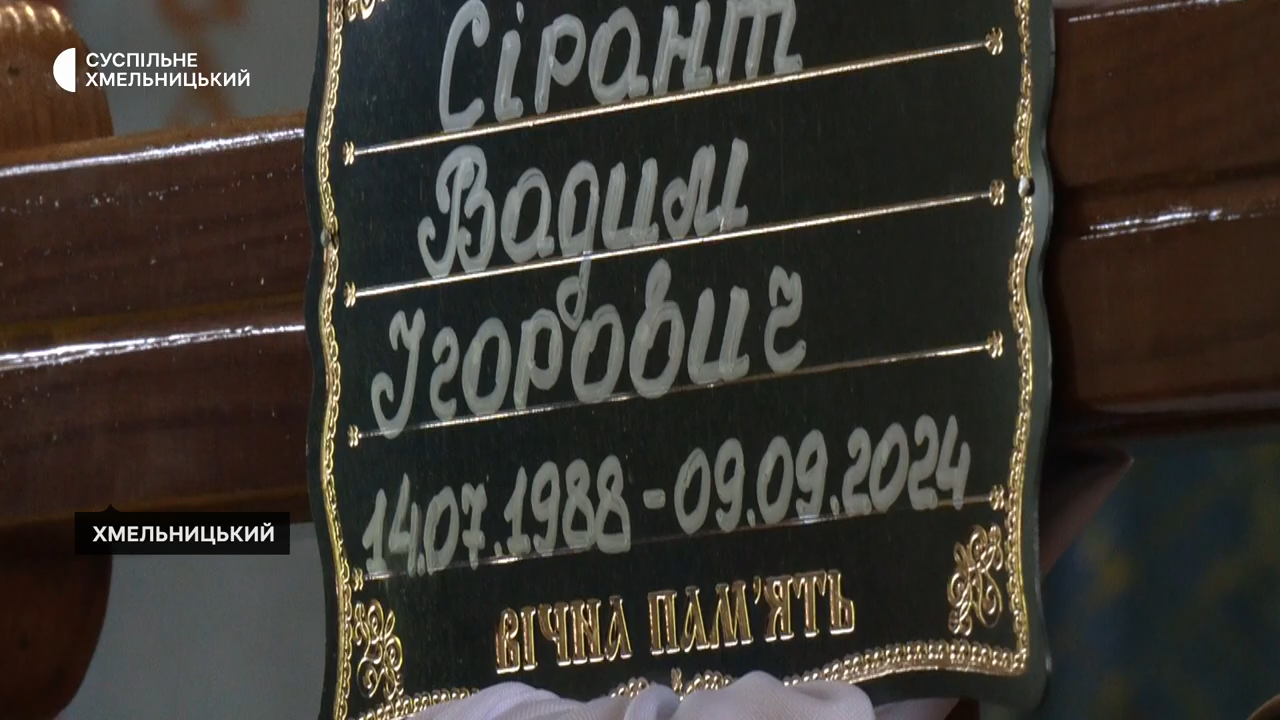 СУСПІЛЬНЕ
ХМЕЛЬНИЦЬКИЙ
Сірант
Вадим
Ігорович
14.07.1988-09.09.2024
ХМЕЛЬНИЦЬКИЙ
ВІЧНА ПАМ'ЯТЬ